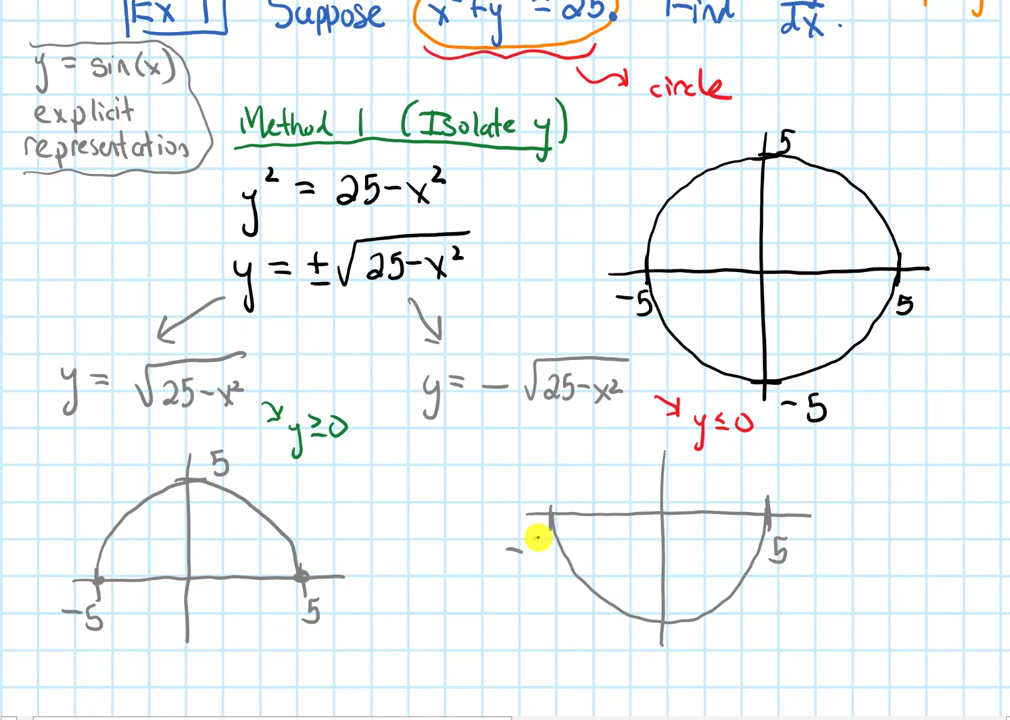 Ex 1 Suppose x² + y² = 25. Find dy/dx.
y = sin(x)
explicit
representation
circle
Method 1 (Isolate y)
y² = 25-x²
y = ±√25-x²
y = √25-x²
y ≥ 0
y = - √25-x²
y ≤ 0
5
-5
5
-5
5
-5
5
-
5